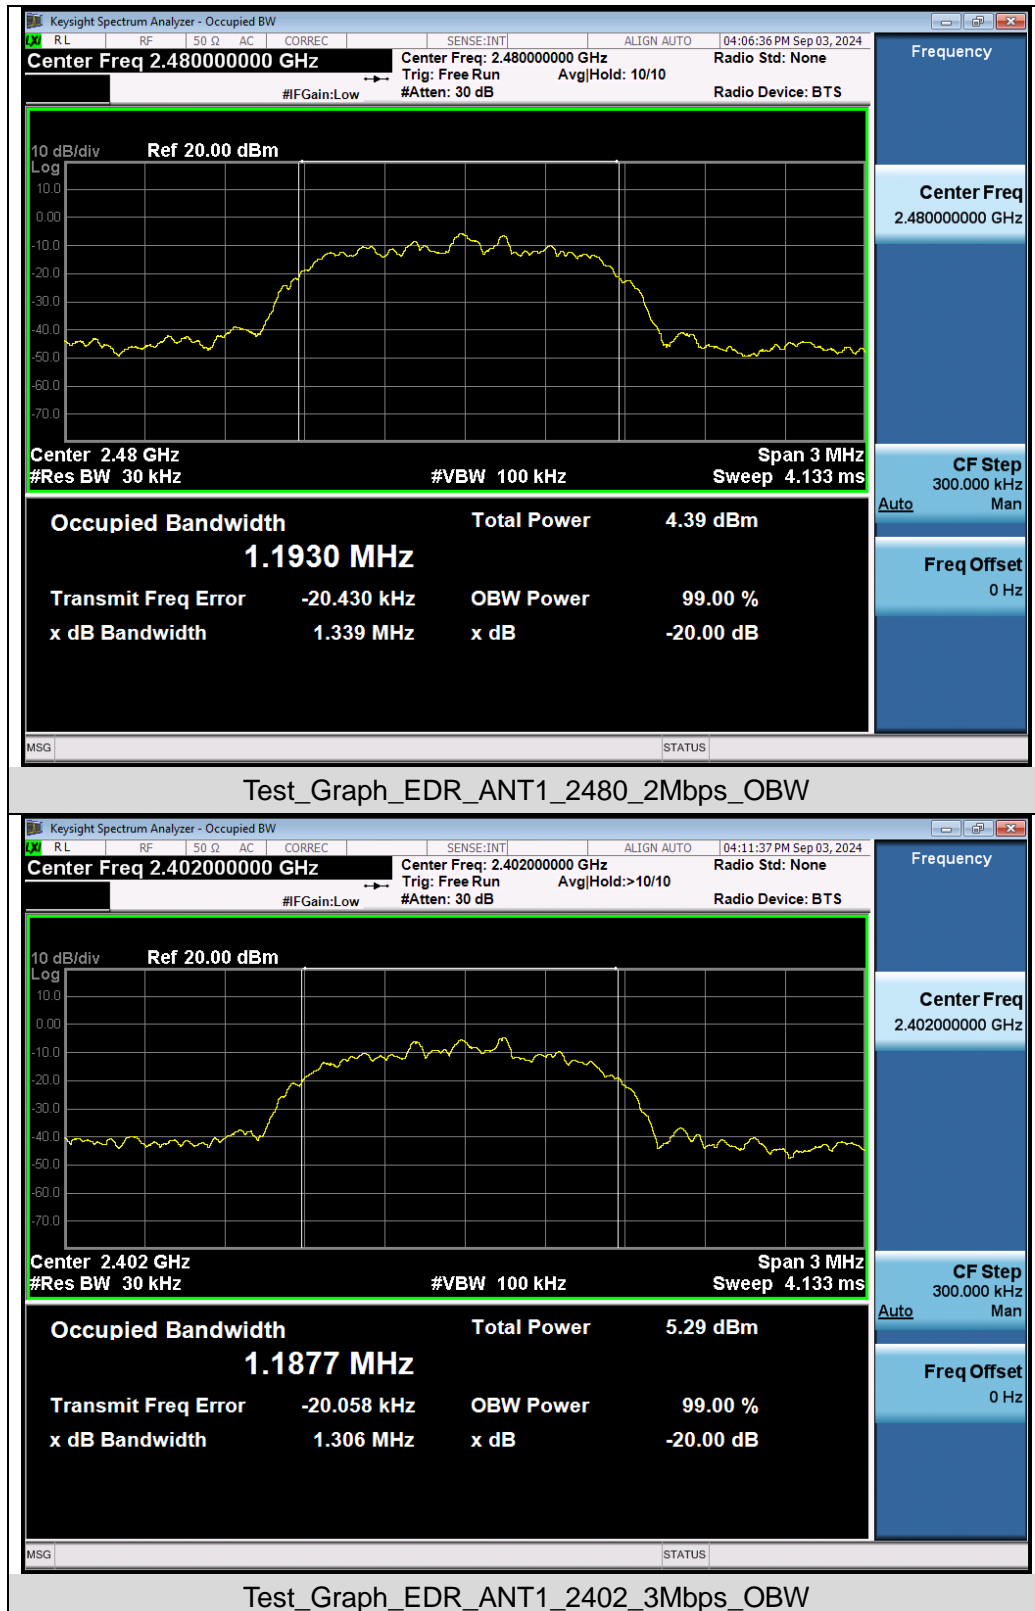 Keysight Spectrum Analyzer - Occupied BW
LXI RL RF 50 Ω AC CORREC SENSE:INT ALIGN AUTO 04:06:36 PM Sep 03, 2024
Center Freq 2.480000000 GHz
Center Freq: 2.480000000 GHz Radio Std: None
Trig: Free Run Avg|Hold: 10/10
#IFGain:Low #Atten: 30 dB Radio Device: BTS
Frequency
10 dB/div Ref 20.00 dBm
Log
10.0
0.00
-10.0
-20.0
-30.0
-40.0
-50.0
-60.0
-70.0
Center 2.48 GHz Span 3 MHz
#Res BW 30 kHz #VBW 100 kHz Sweep 4.133 ms
Center Freq
2.480000000 GHz
CF Step
300.000 kHz
Auto Man
Freq Offset
0 Hz
Occupied Bandwidth Total Power 4.39 dBm
1.1930 MHz
Transmit Freq Error -20.430 kHz OBW Power 99.00 %
x dB Bandwidth 1.339 MHz x dB -20.00 dB
MSG STATUS
Test_Graph_EDR_ANT1_2480_2Mbps_OBW
Keysight Spectrum Analyzer - Occupied BW
LXI RL RF 50 Ω AC CORREC SENSE:INT ALIGN AUTO 04:11:37 PM Sep 03, 2024
Center Freq 2.402000000 GHz
Center Freq: 2.402000000 GHz Radio Std: None
Trig: Free Run Avg|Hold:>10/10
#IFGain:Low #Atten: 30 dB Radio Device: BTS
Frequency
10 dB/div Ref 20.00 dBm
Log
10.0
0.00
-10.0
-20.0
-30.0
-40.0
-50.0
-60.0
-70.0
Center 2.402 GHz Span 3 MHz
#Res BW 30 kHz #VBW 100 kHz Sweep 4.133 ms
Center Freq
2.402000000 GHz
CF Step
300.000 kHz
Auto Man
Freq Offset
0 Hz
Occupied Bandwidth Total Power 5.29 dBm
1.1877 MHz
Transmit Freq Error -20.058 kHz OBW Power 99.00 %
x dB Bandwidth 1.306 MHz x dB -20.00 dB
MSG STATUS
Test_Graph_EDR_ANT1_2402_3Mbps_OBW